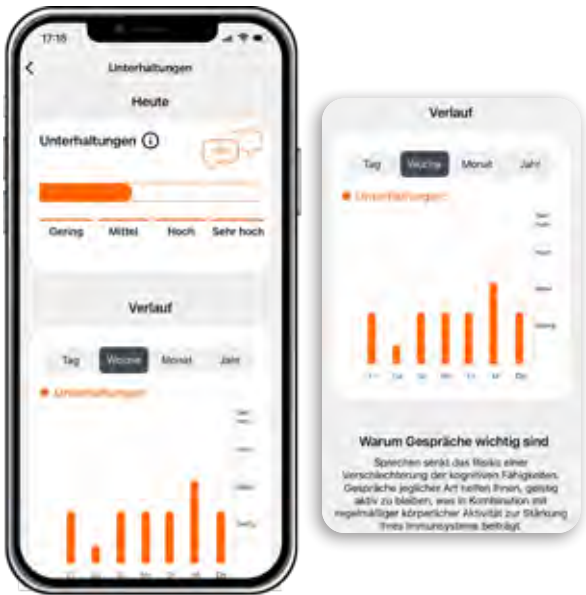 17:18
Unterhaltungen
Heute
Unterhaltungen
Gering Mittel Hoch Sehr hoch
Verlauf
Tag Woche Monat Jahr
Unterhaltungen
Verlauf
Tag Woche Monat Jahr
Unterhaltungen
Warum Gespräche wichtig sind
Sprechen senkt das Risiko einer
Verschlechterung der kognitiven Fähigkeiten.
Gespräche jeglicher Art helfen Ihnen, geistig
aktiv zu bleiben, was in Kombination mit
regelmäßiger körperlicher Aktivität zur Stärkung
Ihres Immunsystems beiträgt